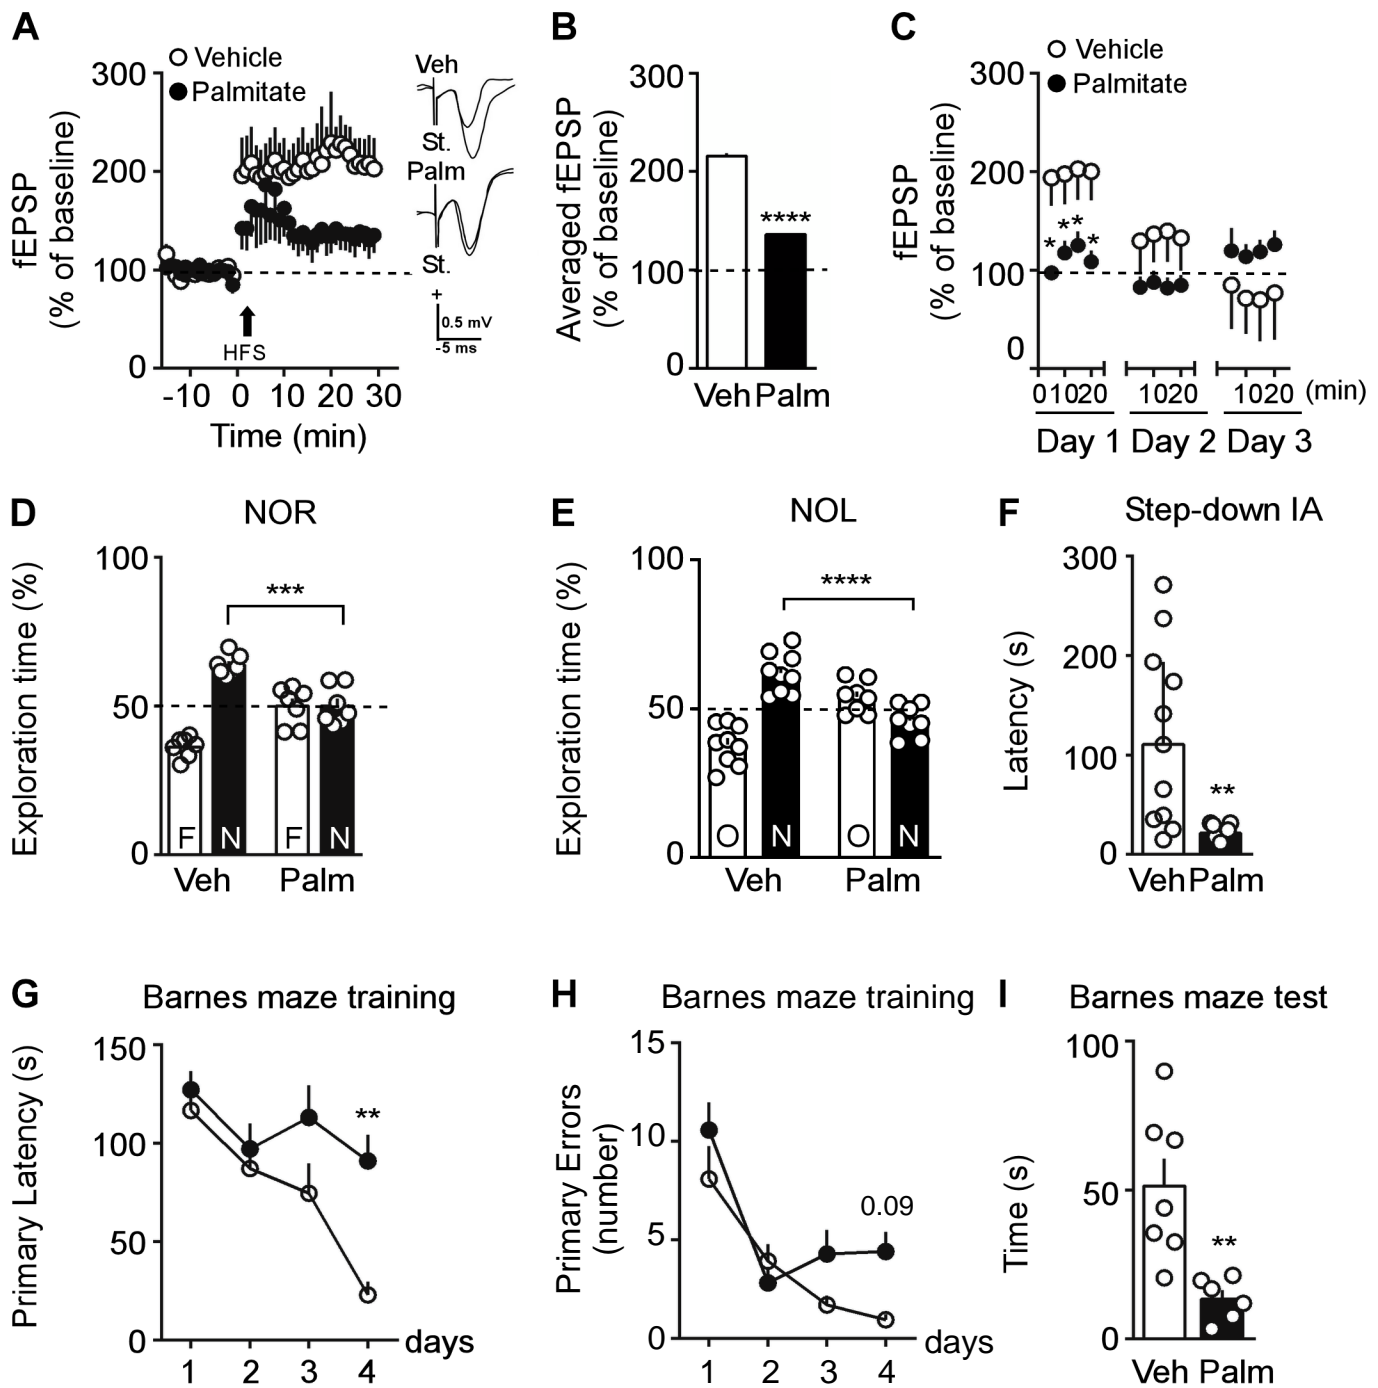 A
Vehicle
Palmitate
300
200
100
0
fEPSP
(% of baseline)
HFS
-10 0 10 20 30
Time (min)
Veh
St.
Palm
St.
+
0.5 mV
-5 ms
B
300
200
100
0
Averaged fEPSP
(% of baseline)
****
Veh Palm
C
Vehicle
Palmitate
300
200
100
0
fEPSP
(% of baseline)
* * * *
0 10 20 10 20 10 20 (min)
Day 1 Day 2 Day 3
D
NOR
Exploration time (%)
100
50
0
***
F N F N
Veh Palm
E
NOL
Exploration time (%)
100
50
0
****
O N O N
Veh Palm
F
Step-down IA
Latency (s)
300
200
100
0
**
Veh Palm
G
Barnes maze training
Primary Latency (s)
150
100
50
0
**
1 2 3 4 days
H
Barnes maze training
Primary Errors
(number)
15
10
5
0
0.09
1 2 3 4 days
I
Barnes maze test
Time (s)
100
50
0
**
Veh Palm